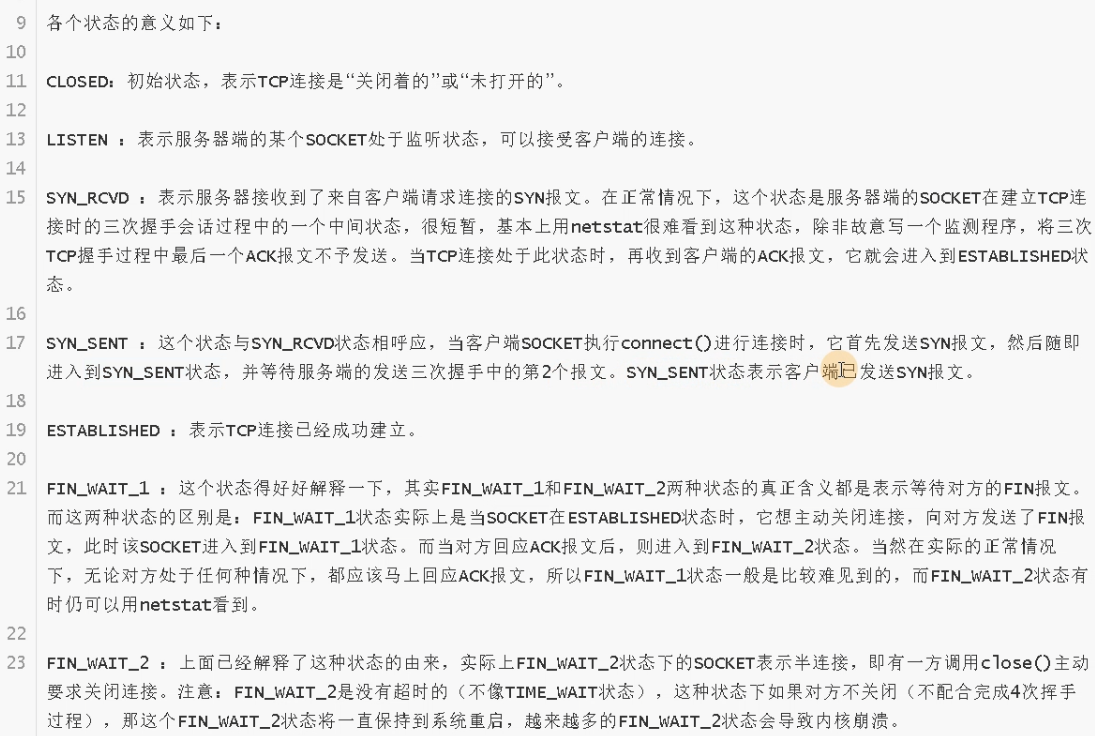 9 各个状态的意义如下：
10
11 CLOSED：初始状态，表示TCP连接是“关闭着的”或“未打开的”。
12
13 LISTEN ：表示服务器端的某个SOCKET处于监听状态，可以接受客户端的连接。
14
15 SYN_RCVD ：表示服务器接收到了来自客户端请求连接的SYN报文。在正常情况下，这个状态是服务器端的SOCKET在建立TCP连
接时的三次握手会话过程中的一个中间状态，很短暂，基本上用netstat很难看到这种状态，除非故意写一个监测程序，将三次
TCP握手过程中最后一个ACK报文不予发送。当TCP连接处于此状态时，再收到客户端的ACK报文，它就会进入到ESTABLISHED状
态。
16
17 SYN_SENT ：这个状态与SYN_RCVD状态相呼应，当客户端SOCKET执行connect()进行连接时，它首先发送SYN报文，然后随即
进入到SYN_SENT状态，并等待服务端的发送三次握手中的第2个报文。SYN_SENT状态表示客户端已发送SYN报文。
18
19 ESTABLISHED ：表示TCP连接已经成功建立。
20
21 FIN_WAIT_1 ：这个状态得好好解释一下，其实FIN_WAIT_1和FIN_WAIT_2两种状态的真正含义都是表示等待对方的FIN报文。
而这两种状态的区别是：FIN_WAIT_1状态实际上是当SOCKET在ESTABLISHED状态时，它想主动关闭连接，向对方发送了FIN报
文，此时该SOCKET进入到FIN_WAIT_1状态。而当对方回应ACK报文后，则进入到FIN_WAIT_2状态。当然在实际的正常情况
下，无论对方处于任何种情况下，都应该马上回应ACK报文，所以FIN_WAIT_1状态一般是比较难见到的，而FIN_WAIT_2状态有
时仍可以用netstat看到。
22
23 FIN_WAIT_2 ：上面已经解释了这种状态的由来，实际上FIN_WAIT_2状态下的SOCKET表示半连接，即有一方调用close()主动
要求关闭连接。注意：FIN_WAIT_2是没有超时的（不像TIME_WAIT状态），这种状态下如果对方不关闭（不配合完成4次挥手
过程），那这个FIN_WAIT_2状态将一直保持到系统重启，越来越多的FIN_WAIT_2状态会导致内核崩溃。